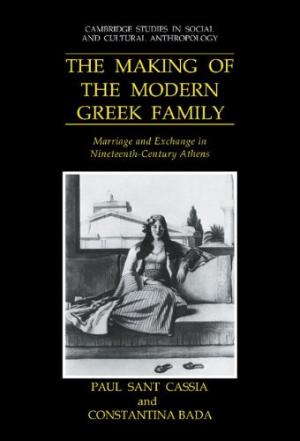 CAMBRIDGE STUDIES IN SOCIAL
AND CULTURAL ANTHROPOLOGY
THE MAKING OF
THE MODERN
GREEK FAMILY
Marriage and Exchange in
Nineteenth-Century Athens
PAUL SANT CASSIA
and
CONSTANTINA BADA